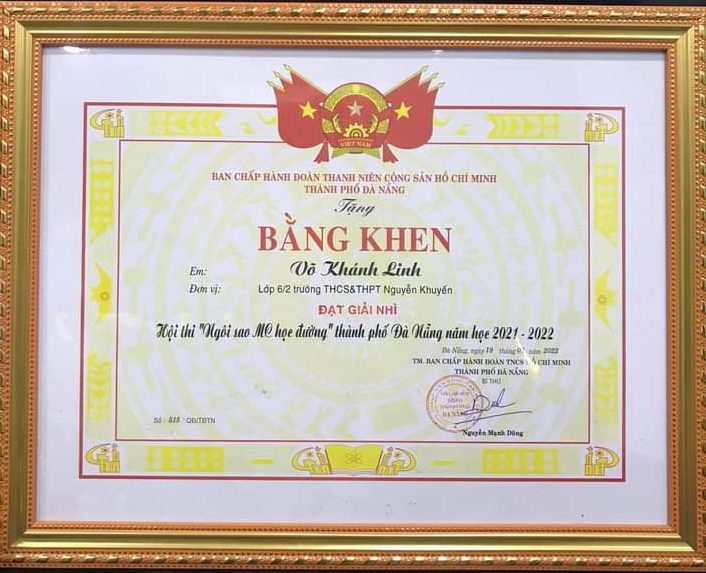 VIỆT NAM
BAN CHẤP HÀNH ĐOÀN THANH NIÊN CỘNG SẢN HỒ CHÍ MINH
THÀNH PHỐ ĐÀ NẴNG
Tặng
BẰNG KHEN
Em: Võ Khánh Linh
Đơn vị: Lớp 6/2 trường THCS&THPT Nguyễn Khuyến
ĐẠT GIẢI NHÌ
Hội thi "Ngôi sao MC học đường" thành phố Đà Nẵng năm học 2021 - 2022
Đà Nẵng, ngày 19 tháng năm 2022
TM. BAN CHẤP HÀNH ĐOÀN TNCS HỒ CHÍ MINH
THÀNH PHỐ ĐÀ NẴNG
BÍ THƯ
Số : 515 : QĐ/TĐTN
Nguyễn Mạnh Dũng